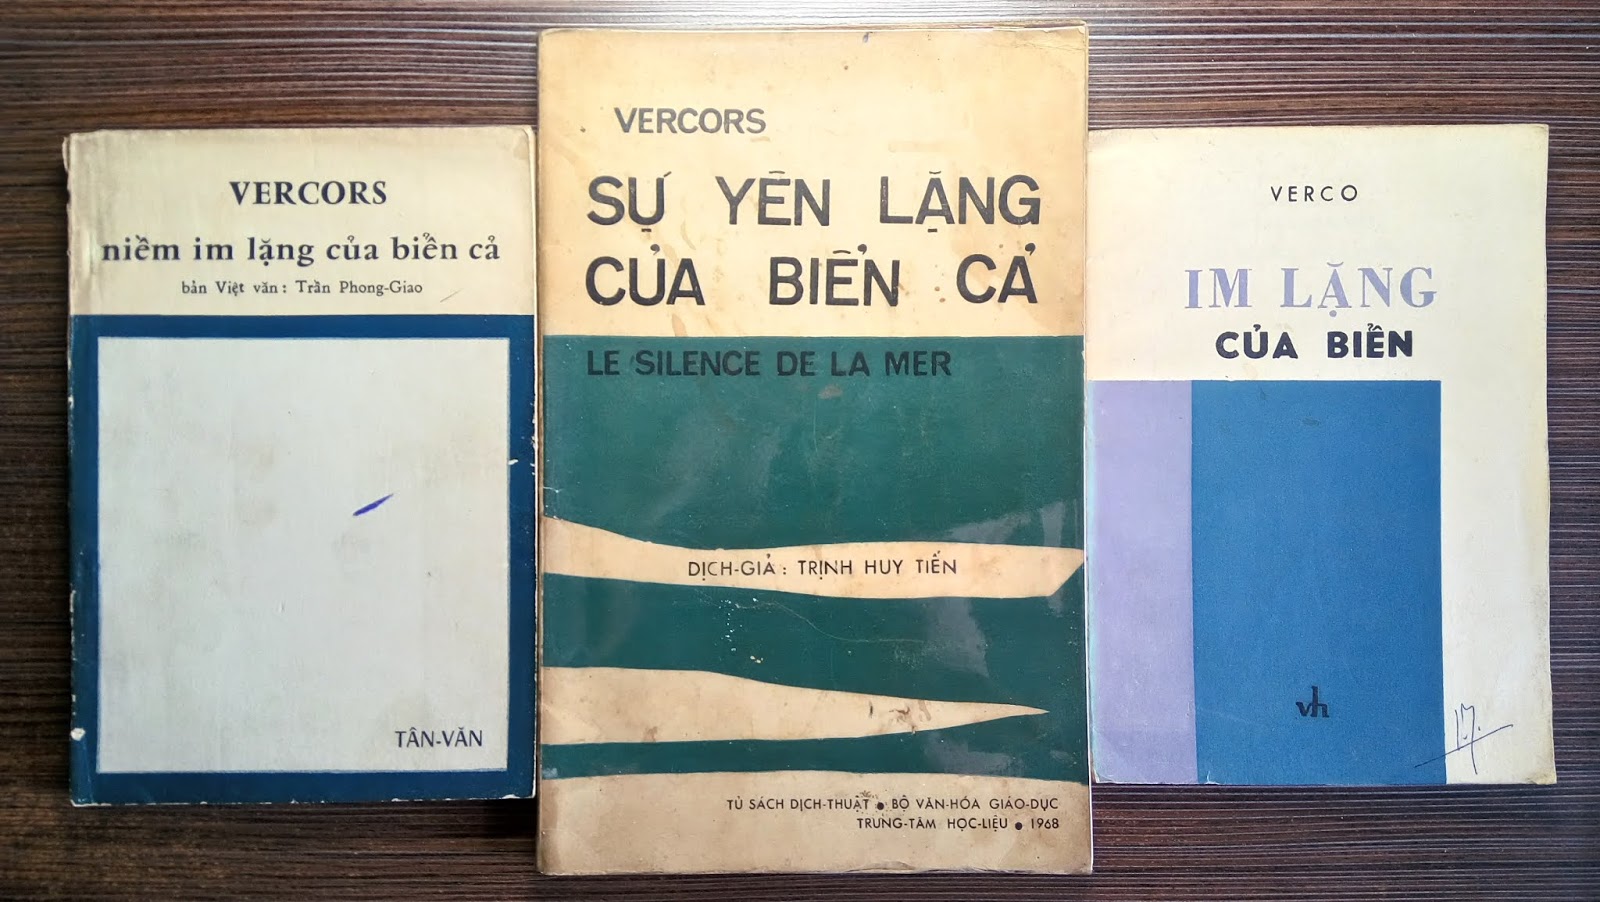 VERCORS
niềm im lặng của biển cả
bản Việt văn : Trần Phong-Giao
TÂN-VĂN
VERCORS
SỰ YÊN LẶNG
CỦA BIỂN CẢ
LE SILENCE DE LA MER
DỊCH-GIẢ : TRỊNH HUY TIẾN
TỦ SÁCH DỊCH-THUẬT ● BỘ VĂN-HÓA GIÁO-DỤC
TRUNG-TÂM HỌC-LIỆU ● 1968
VERCO
IM LẶNG
CỦA BIỂN
vh